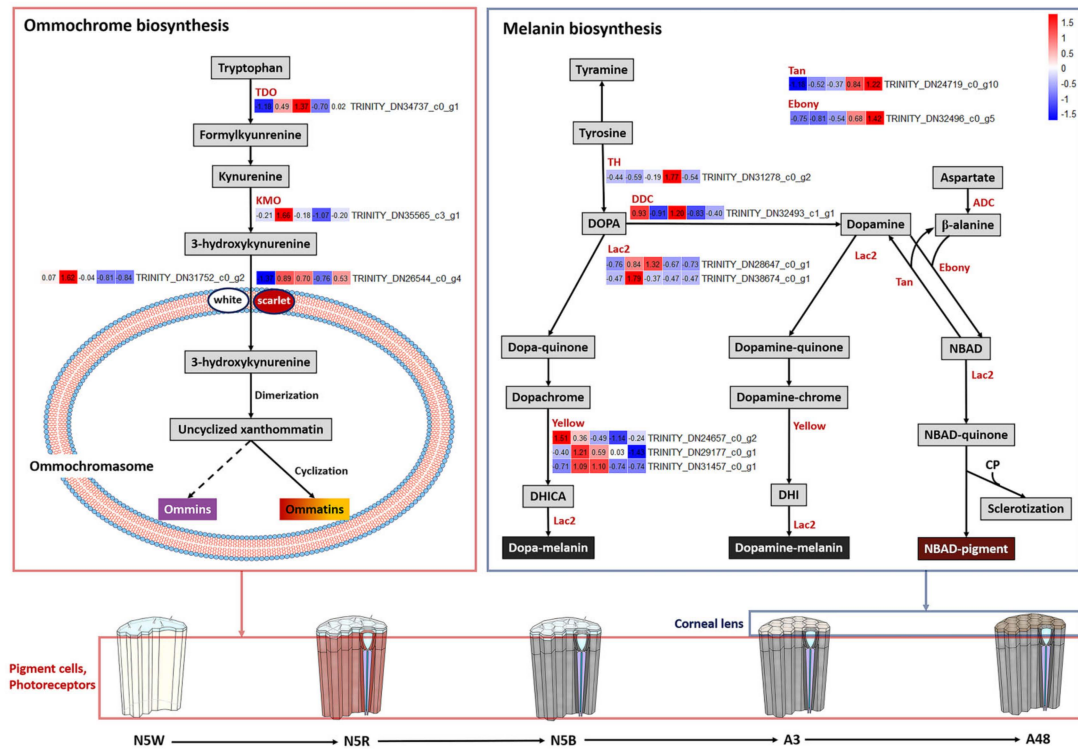 Ommochrome biosynthesis
Tryptophan
TDO
-1.18 0.49 1.37 -0.70 0.02 TRINITY_DN34737_c0_g1
Formylkyunrenine
Kynurenine
KMO
-0.21 1.66 -0.18 -1.07 -0.20 TRINITY_DN35565_c3_g1
3-hydroxykynurenine
0.07 1.62 -0.04 -0.81 -0.84 TRINITY_DN31752_c0_g2
0.89 0.70 -0.76 0.53 TRINITY_DN26544_c0_g4
white
scarlet
3-hydroxykynurenine
Dimerization
Uncyclized xanthommatin
Ommochromasome
Cyclization
Ommins
Ommatins
Melanin biosynthesis
Tyramine
Tan
-0.52 -0.37 0.84 1.22 TRINITY_DN24719_c0_g10
Ebony
-0.75 -0.81 -0.54 0.68 1.42 TRINITY_DN32496_c0_g5
1.5
1
0.5
0
-0.5
-1
-1.5
Tyrosine
TH
-0.44 -0.59 -0.19 1.77 -0.54 TRINITY_DN31278_c0_g2
Aspartate
ADC
DDC
0.93 -0.91 1.20 -0.83 -0.40 TRINITY_DN32493_c1_g1
DOPA
Dopamine
β-alanine
Lac2
-0.76 0.84 1.32 -0.67 -0.73 TRINITY_DN28647_c0_g1
-0.47 1.79 -0.37 -0.47 -0.47 TRINITY_DN38674_c0_g1
Lac2
Tan
Ebony
Dopa-quinone
Dopamine-quinone
NBAD
Lac2
Dopachrome
Dopamine-chrome
Yellow
1.51 0.36 -0.49 -1.14 -0.24 TRINITY_DN24657_c0_g2
-0.40 1.21 0.59 0.03 -1.43 TRINITY_DN29177_c0_g1
-0.71 1.09 1.10 -0.74 -0.74 TRINITY_DN31457_c0_g1
Yellow
NBAD-quinone
CP
DHICA
DHI
Sclerotization
Lac2
Lac2
Dopa-melanin
Dopamine-melanin
NBAD-pigment
Corneal lens
Pigment cells,
Photoreceptors
N5W
N5R
N5B
A3
A48